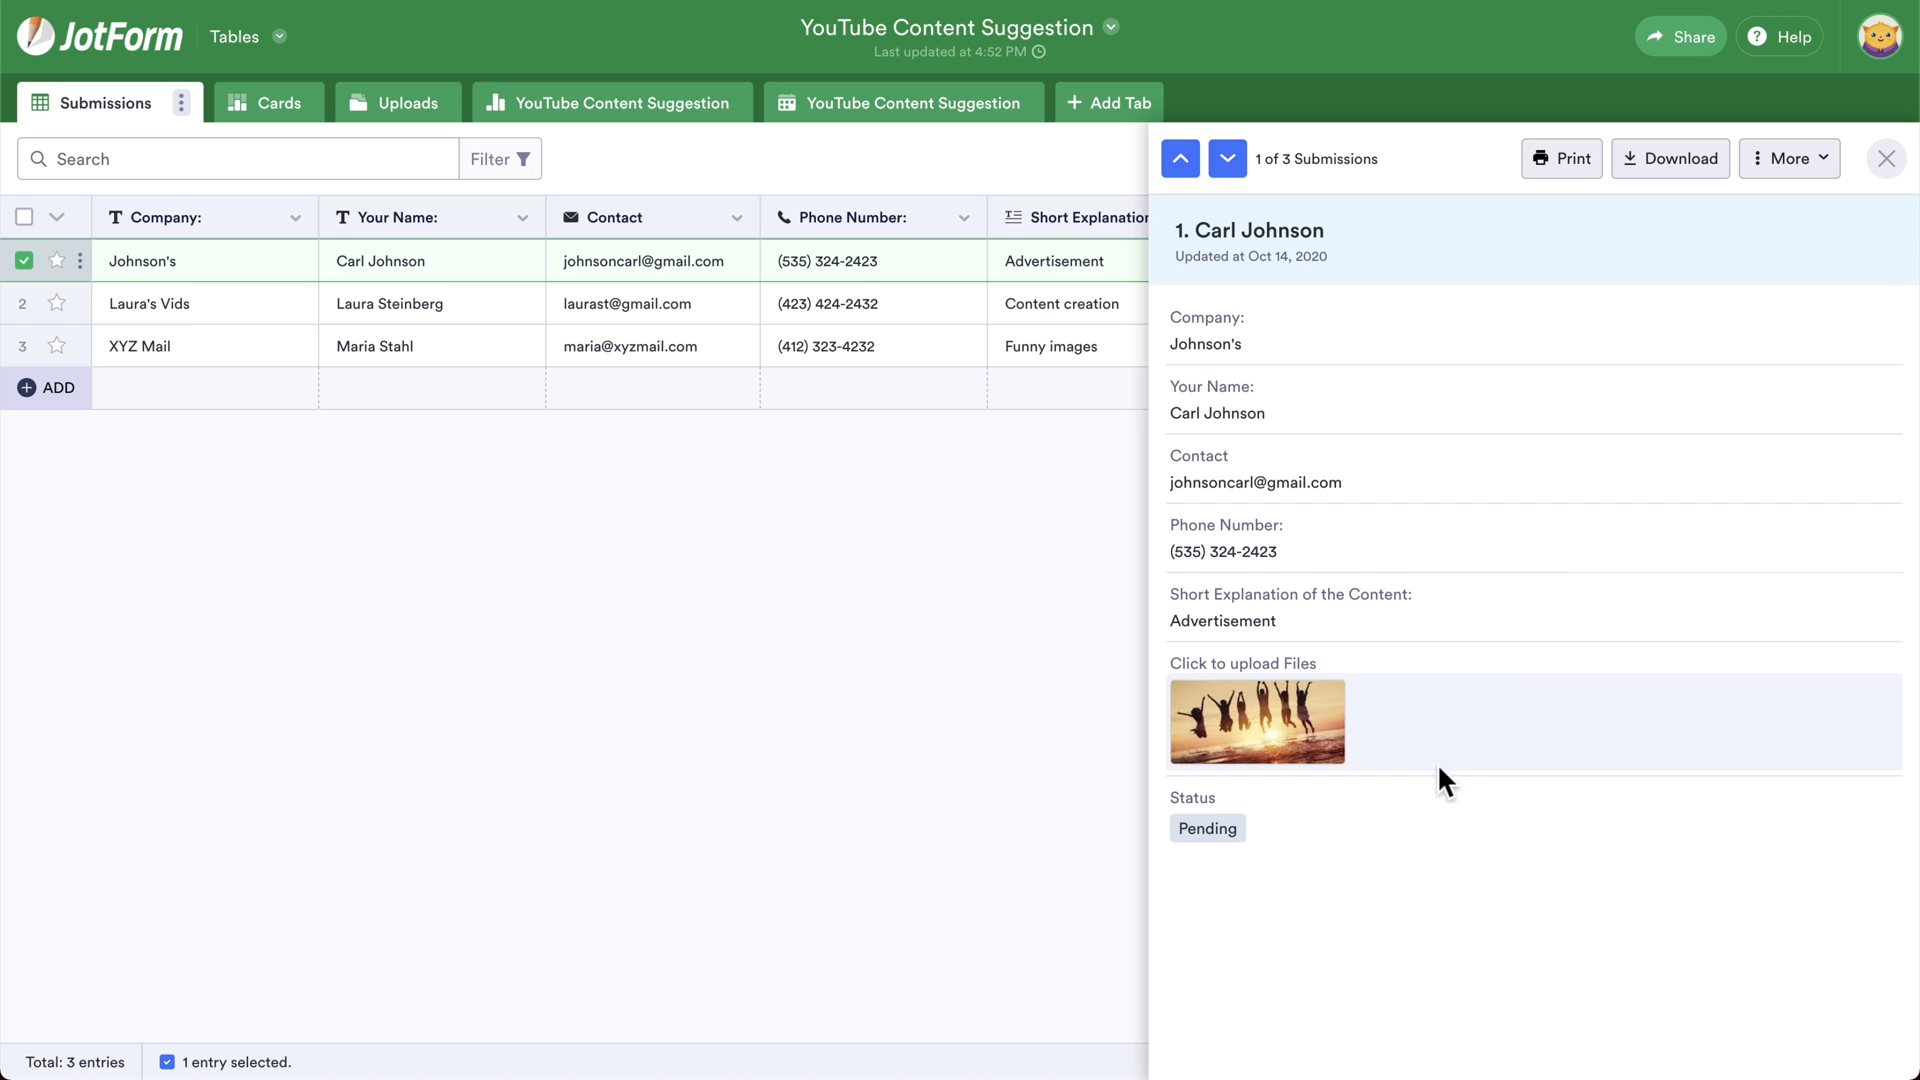 JotForm
Tables
YouTube Content Suggestion
Last updated at 4:52 PM
Share
Help
Submissions
Cards
Uploads
YouTube Content Suggestion
YouTube Content Suggestion
+ Add Tab
Search
Filter
1 of 3 Submissions
Print
Download
More
Company:
Your Name:
Contact
Phone Number:
Short Explanation
Johnson's
Carl Johnson
johnsoncarl@gmail.com
(535) 324-2423
Advertisement
2
Laura's Vids
Laura Steinberg
laurast@gmail.com
(423) 424-2432
Content creation
3
XYZ Mail
Maria Stahl
maria@xyzmail.com
(412) 323-4232
Funny images
ADD
1. Carl Johnson
Updated at Oct 14, 2020
Company:
Johnson's
Your Name:
Carl Johnson
Contact
johnsoncarl@gmail.com
Phone Number:
(535) 324-2423
Short Explanation of the Content:
Advertisement
Click to upload Files
Status
Pending
Total: 3 entries
1 entry selected.